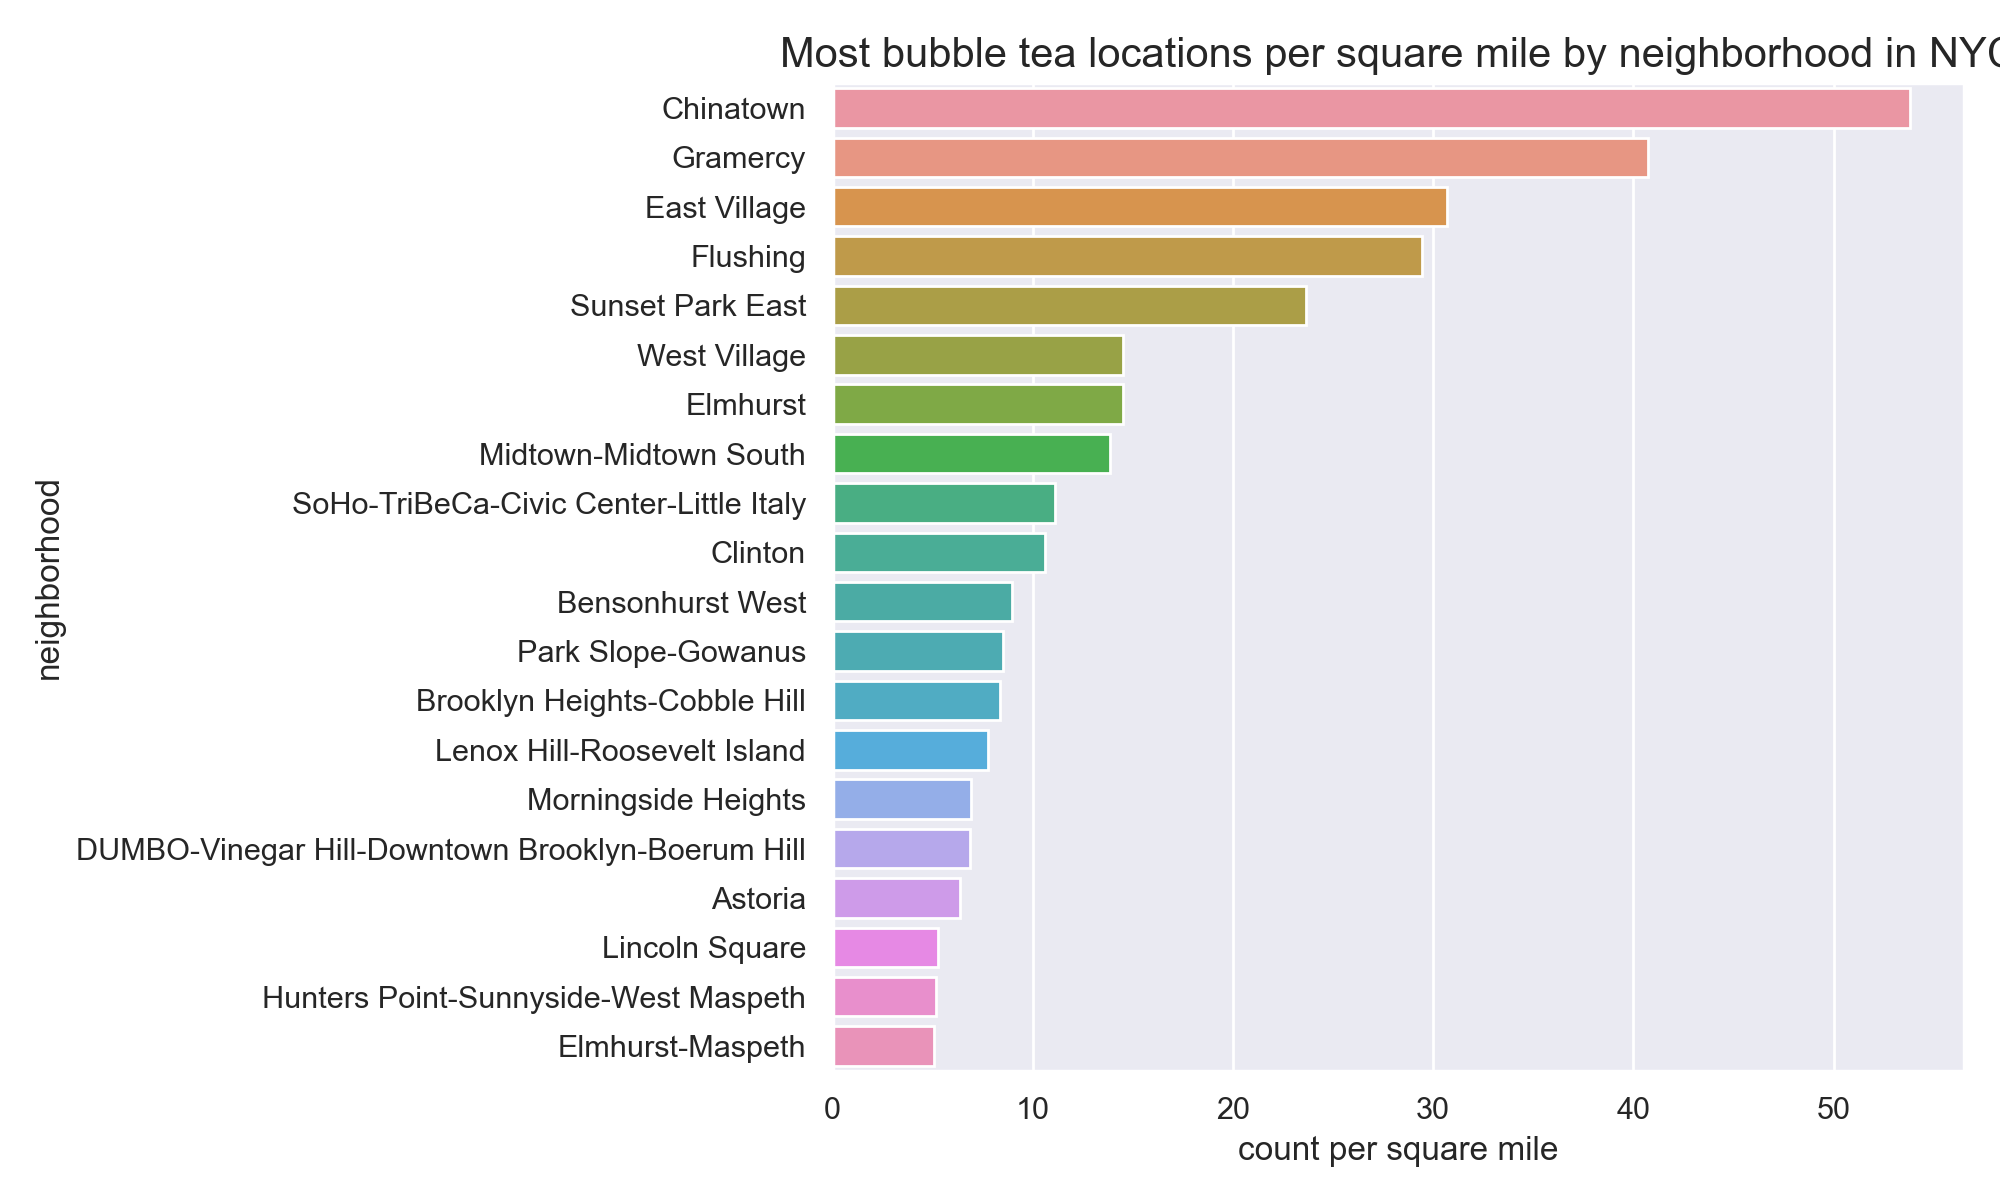 Most bubble tea locations per square mile by neighborhood in NYC
neighborhood
Chinatown
Gramercy
East Village
Flushing
Sunset Park East
West Village
Elmhurst
Midtown-Midtown South
SoHo-TriBeCa-Civic Center-Little Italy
Clinton
Bensonhurst West
Park Slope-Gowanus
Brooklyn Heights-Cobble Hill
Lenox Hill-Roosevelt Island
Morningside Heights
DUMBO-Vinegar Hill-Downtown Brooklyn-Boerum Hill
Astoria
Lincoln Square
Hunters Point-Sunnyside-West Maspeth
Elmhurst-Maspeth
0 10 20 30 40 50
count per square mile